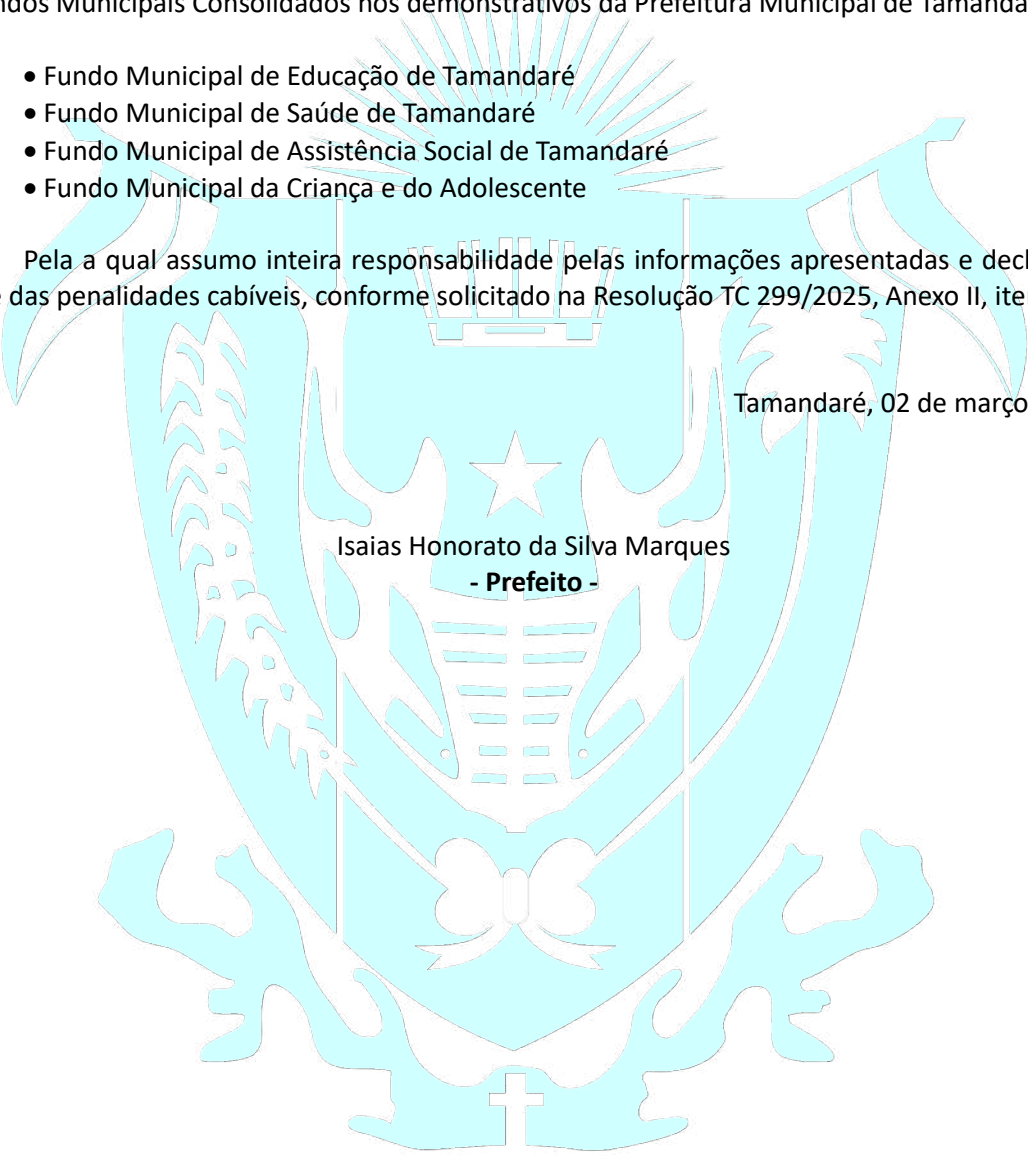 ndos Municipais Consolidados nos demonstrativos da Prefeitura Municipal de Tamanda
• Fundo Municipal de Educação de Tamandaré
• Fundo Municipal de Saúde de Tamandaré
• Fundo Municipal de Assistência Social de Tamandaré
• Fundo Municipal da Criança e do Adolescente
Pela a qual assumo inteira responsabilidade pelas informações apresentadas e decl
e das penalidades cabíveis, conforme solicitado na Resolução TC 299/2025, Anexo II, ite
Tamandaré, 02 de março
Isaias Honorato da Silva Marques
- Prefeito -